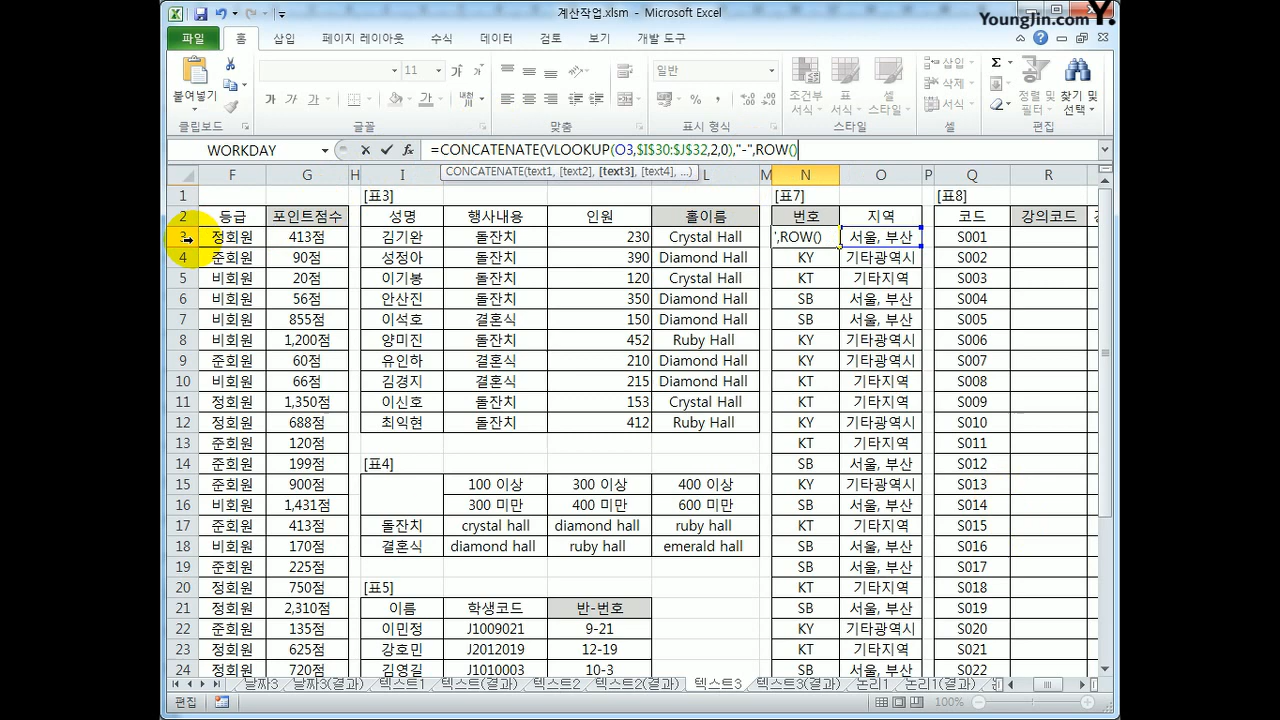 계산작업.xlsm - Microsoft Excel
YoungJin.com Y.
파일 홈 삽입 페이지 레이아웃 수식 데이터 검토 보기 개발 도구
붙여넣기 11 가 가 가 일반 조건부 서식 표 서식 셀 스타일 삽입 삭제 서식 정렬 및 필터 찾기 및 선택
클립보드 글꼴 맞춤 표시 형식 스타일 셀 편집
WORKDAY =CONCATENATE(VLOOKUP(O3,$I$30:$J$32,2,0),"-",ROW()
CONCATENATE(text1, [text2], [text3], [text4], ...)
F G H I J K L M N O P Q R
1 [표3] [표7] [표8]
2 등급 포인트점수 성명 행사내용 인원 홀이름 번호 지역 코드 강의코드
3 정회원 413점 김기완 돌잔치 230 Crystal Hall ",ROW() 서울, 부산 S001
4 준회원 90점 성정아 돌잔치 390 Diamond Hall KY 기타광역시 S002
5 비회원 20점 이기봉 돌잔치 120 Crystal Hall KT 기타지역 S003
6 비회원 56점 안산진 돌잔치 350 Diamond Hall SB 서울, 부산 S004
7 비회원 855점 이석호 결혼식 150 Diamond Hall SB 서울, 부산 S005
8 비회원 1,200점 양미진 돌잔치 452 Ruby Hall KY 기타광역시 S006
9 준회원 60점 유인하 결혼식 210 Diamond Hall KY 기타광역시 S007
10 비회원 66점 김경지 결혼식 215 Diamond Hall KT 기타지역 S008
11 정회원 1,350점 이신호 돌잔치 153 Crystal Hall KT 기타지역 S009
12 정회원 688점 최익현 돌잔치 412 Ruby Hall KY 기타광역시 S010
13 준회원 120점 KT 기타지역 S011
14 준회원 199점 [표4] SB 서울, 부산 S012
15 준회원 900점 100 이상 300 이상 400 이상 KY 기타광역시 S013
16 비회원 1,431점 300 미만 400 미만 600 미만 SB 서울, 부산 S014
17 준회원 413점 돌잔치 crystal hall diamond hall ruby hall KT 기타지역 S015
18 비회원 170점 결혼식 diamond hall ruby hall emerald hall SB 서울, 부산 S016
19 준회원 225점 SB 서울, 부산 S017
20 정회원 750점 [표5] KT 기타지역 S018
21 정회원 2,310점 이름 학생코드 반-번호 SB 서울, 부산 S019
22 준회원 135점 이민정 J1009021 9-21 KY 기타광역시 S020
23 정회원 625점 강호민 J2012019 12-19 KT 기타지역 S021
24 정회원 720점 김영길 J1010003 10-3 SB 서울, 부산 S022
날짜3 날짜3(결과) 텍스트1 텍스트(결과) 텍스트2 텍스트2(결과) 텍스트3 텍스트3(결과) 논리1 논리1(결과)
편집 100%